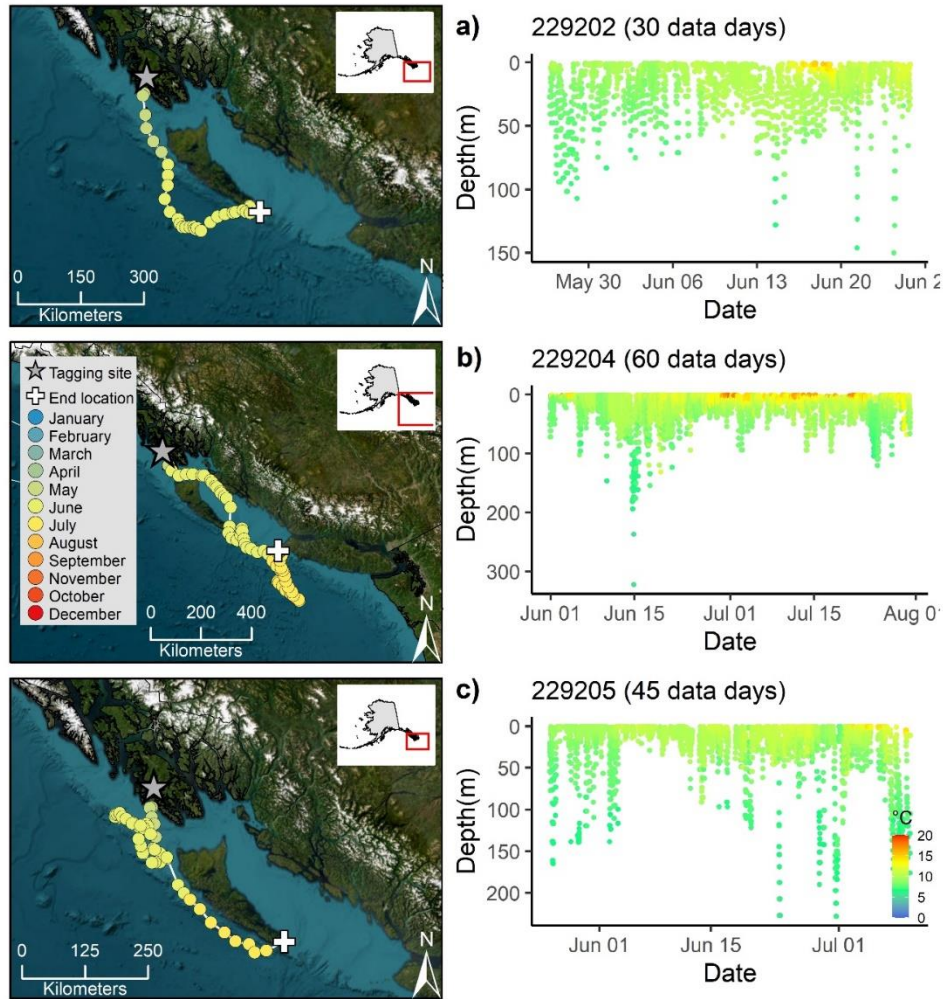 a) 229202 (30 data days)
0
50
100
150
Depth(m)
May 30 Jun 06 Jun 13 Jun 20 Jun 2
Date
0 150 300
Kilometers
N
b) 229204 (60 data days)
Tagging site
End location
January
February
March
April
May
June
July
August
September
November
October
December
0 200 400
Kilometers
N
0
100
200
300
Depth(m)
Jun 01 Jun 15 Jul 01 Jul 15 Aug 01
Date
c) 229205 (45 data days)
0
50
100
150
200
Depth(m)
°C
20
15
10
5
0
Jun 01 Jun 15 Jul 01
Date
0 125 250
Kilometers
N